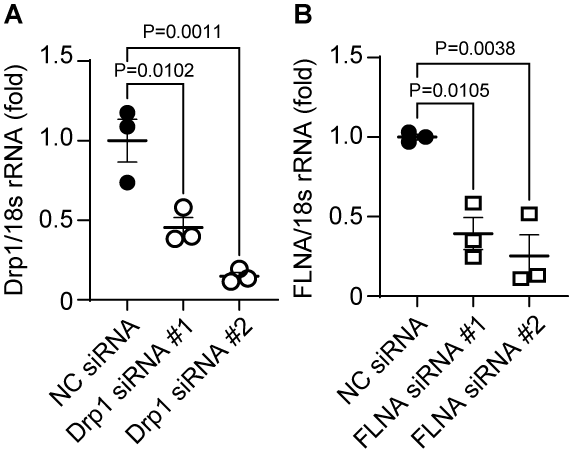 A
B
P=0.0011
P=0.0102
P=0.0038
P=0.0105
Drp1/18s rRNA (fold)
1.5
1.0
0.5
0
NC siRNA
Drp1 siRNA #1
Drp1 siRNA #2
FLNA/18s rRNA (fold)
1.5
1.0
0.5
0
NC siRNA
FLNA siRNA #1
FLNA siRNA #2